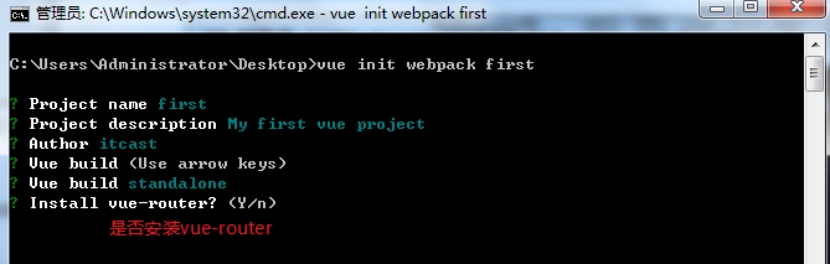 管理员: C:\Windows\system32\cmd.exe - vue  init webpack first
C:\Users\Administrator\Desktop>vue init webpack first
? Project name first
? Project description My first vue project
? Author itcast
? Vue build (Use arrow keys)
? Vue build standalone
? Install vue-router? (Y/n)
是否安装vue-router